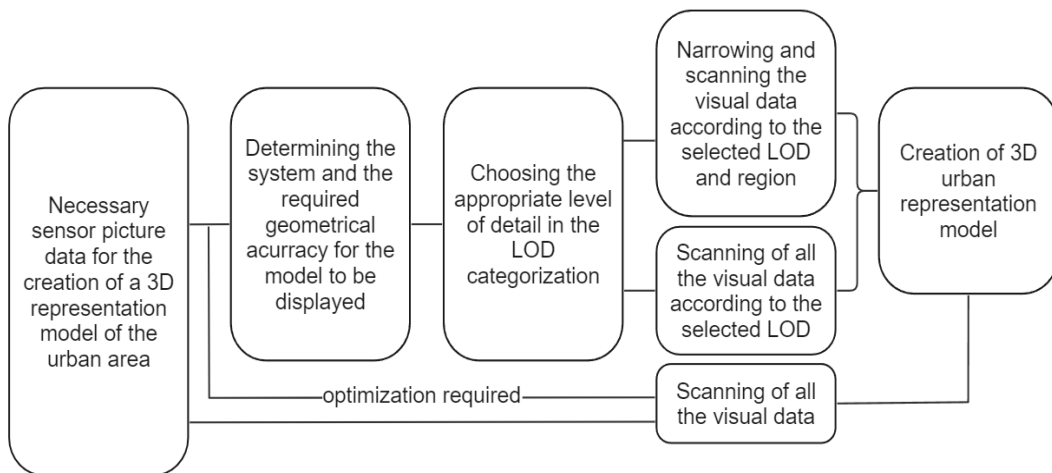 Necessary
sensor picture
data for the
creation of a 3D
representation
model of the
urban area
Determining the
system and the
required
geometrical
acurracy for the
model to be
displayed
Choosing the
appropriate level
of detail in the
LOD
categorization
Narrowing and
scanning the
visual data
according to the
selected LOD
and region
Scanning of all
the visual data
according to the
selected LOD
optimization required
Scanning of all
the visual data
Creation of 3D
urban
representation
model